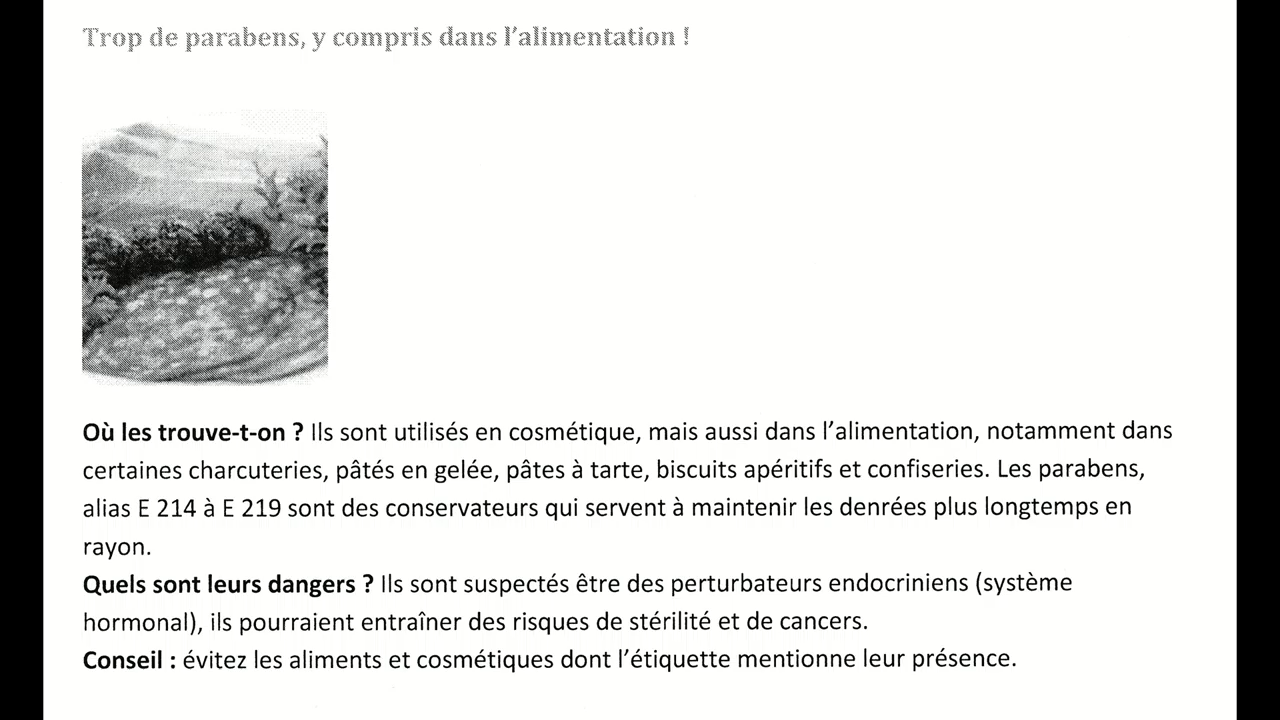 Trop de parabens, y compris dans l'alimentation !
Où les trouve-t-on ? Ils sont utilisés en cosmétique, mais aussi dans l'alimentation, notamment dans
certaines charcuteries, pâtés en gelée, pâtes à tarte, biscuits apéritifs et confiseries. Les parabens,
alias E 214 à E 219 sont des conservateurs qui servent à maintenir les denrées plus longtemps en
rayon.
Quels sont leurs dangers ? Ils sont suspectés être des perturbateurs endocriniens (système
hormonal), ils pourraient entraîner des risques de stérilité et de cancers.
Conseil : évitez les aliments et cosmétiques dont l'étiquette mentionne leur présence.